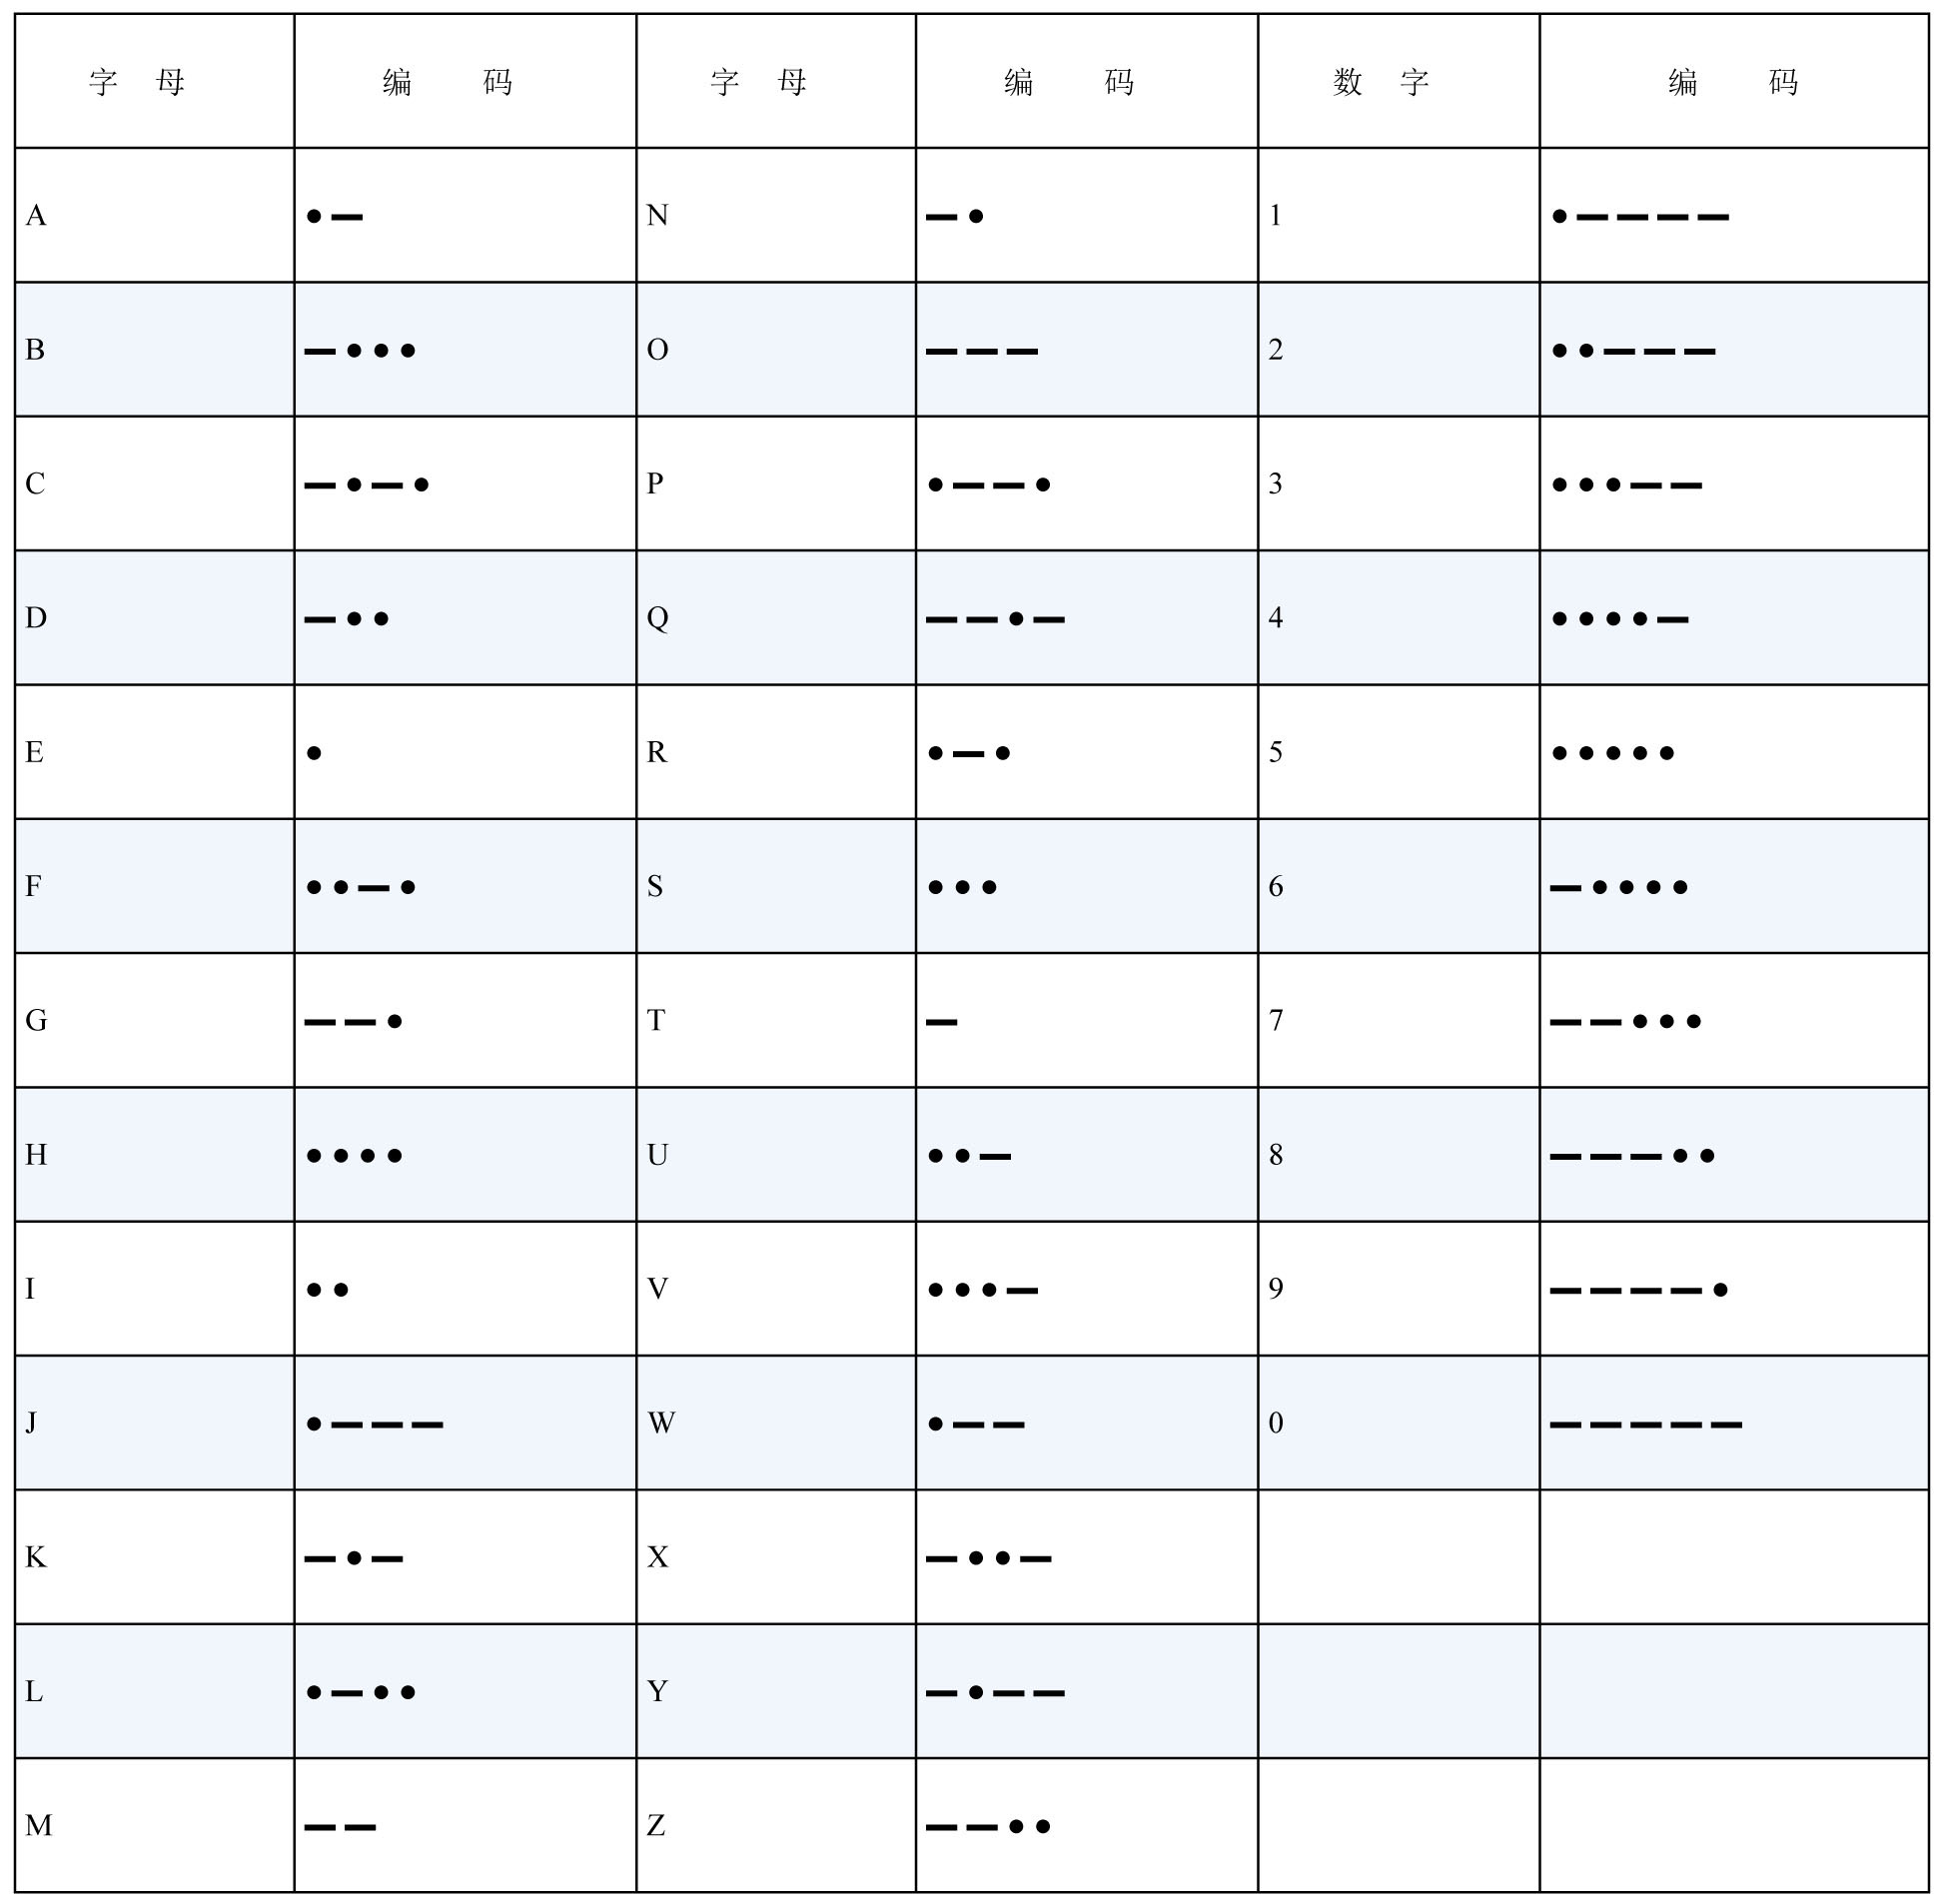 字 母 编 码 字 母 编 码 数 字 编 码
A •— N —• 1 •————
B —••• O ——— 2 ••———
C —•—• P •——• 3 •••——
D —•• Q ——•— 4 ••••—
E • R •—• 5 •••••
F ••—• S ••• 6 —••••
G ——• T — 7 ——•••
H •••• U ••— 8 ———••
I •• V •••— 9 ————•
J •——— W •—— 0 —————
K —•— X —••—
L •—•• Y —•——
M —— Z ——••